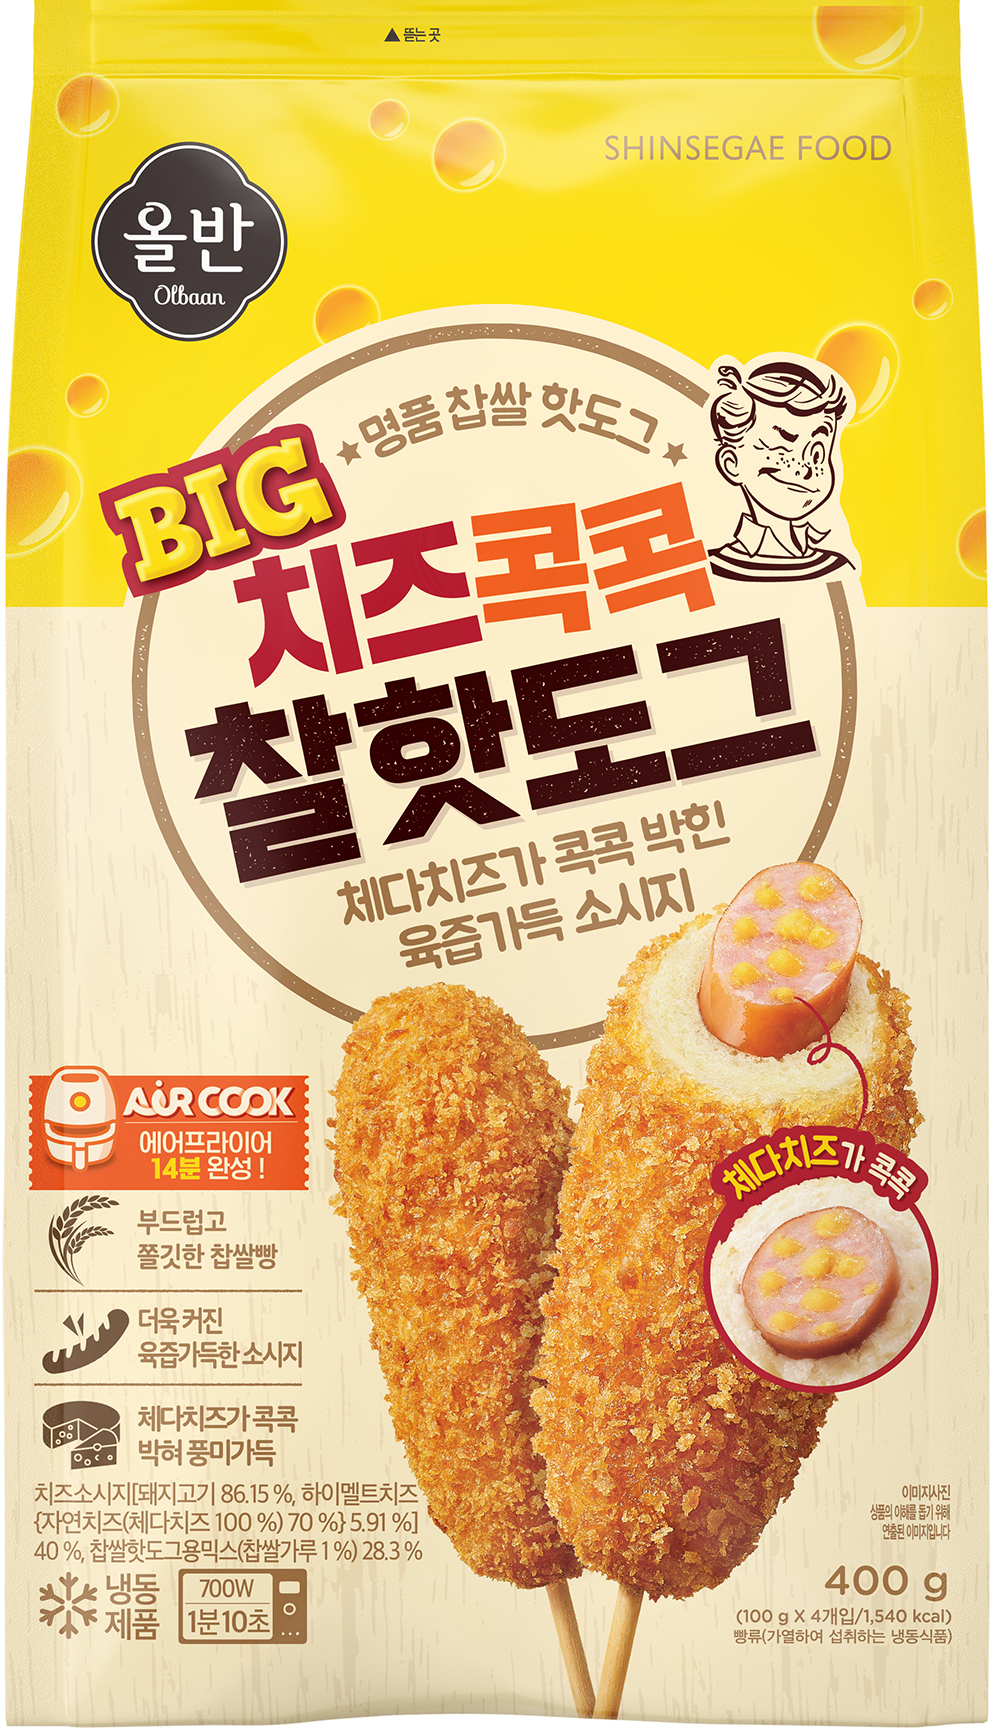 ▲ 뜯는 곳
SHINSEGAE FOOD
올반
Olbaan
★명품 찹쌀 핫도그★
BIG
치즈콕콕
찰핫도그
체다치즈가 콕콕 박힌
육즙가득 소시지
AiR COOK
에어프라이어
14분 완성!
체다치즈가 콕콕
부드럽고
쫄깃한 찹쌀빵
더욱 커진
육즙가득한 소시지
체다치즈가 콕콕
박혀 풍미가득
치즈소시지[돼지고기 86.15 %, 하이멜트치즈
{자연치즈(체다치즈 100 %) 70 %} 5.91 %]
40 %, 찹쌀핫도그용믹스(찹쌀가루 1 %) 28.3 %
냉동
제품
700W
1분10초
이미지사진
상품의 이해를 돕기 위해
연출된 이미지입니다
400 g
(100 g X 4개입/1,540 kcal)
빵류(가열하여 섭취하는 냉동식품)